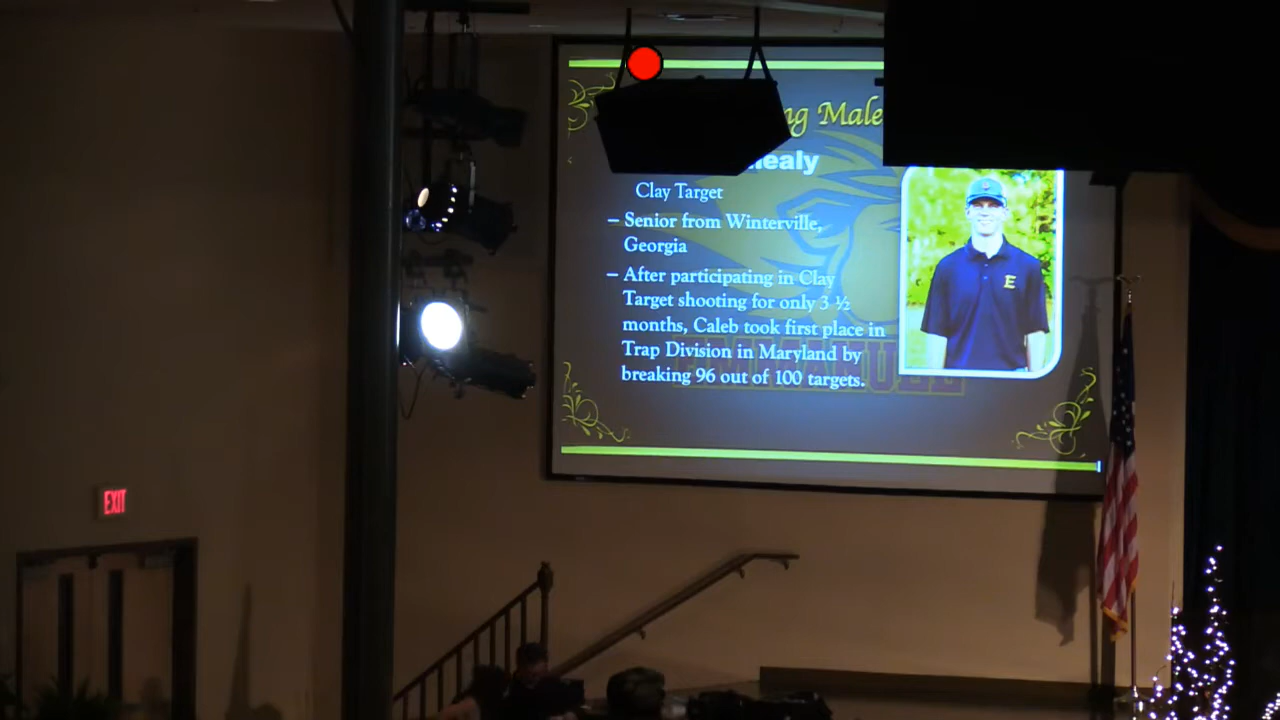 Male
Clay Target
– Senior from Winterville,
Georgia
– After participating in Clay
Target shooting for only 3 ½
months, Caleb took first place in
Trap Division in Maryland by
breaking 96 out of 100 targets.
E
EXIT